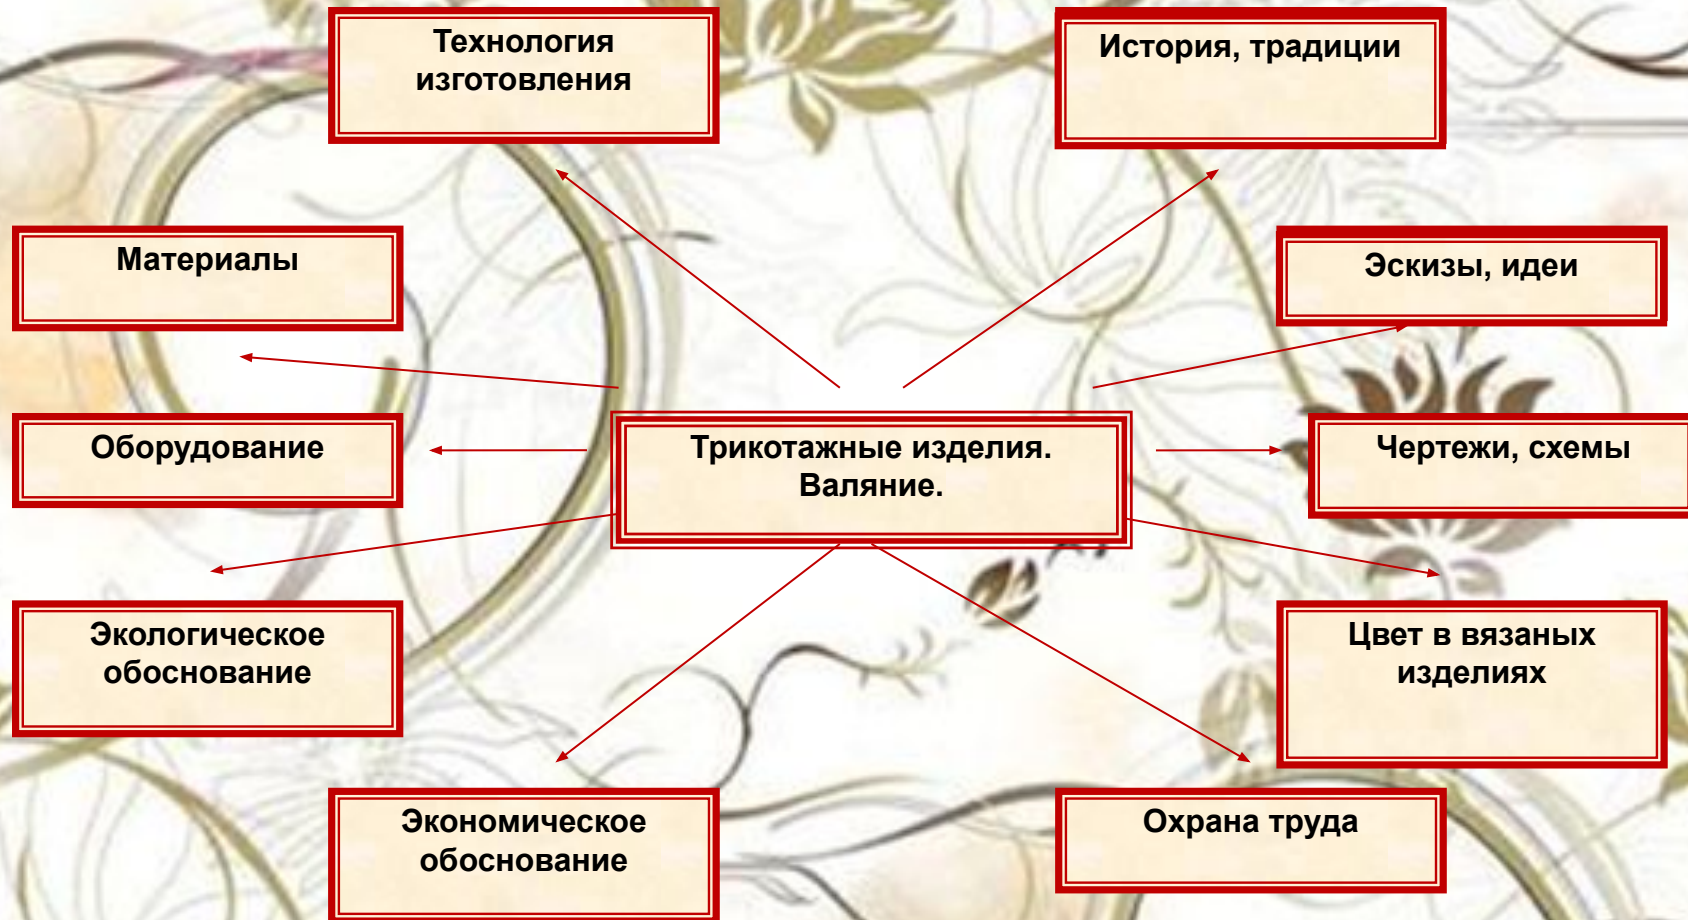 Технология
изготовления
История, традиции
Материалы
Эскизы, идеи
Оборудование
Трикотажные изделия.
Валяние.
Чертежи, схемы
Экологическое
обоснование
Цвет в вязаных
изделиях
Экономическое
обоснование
Охрана труда